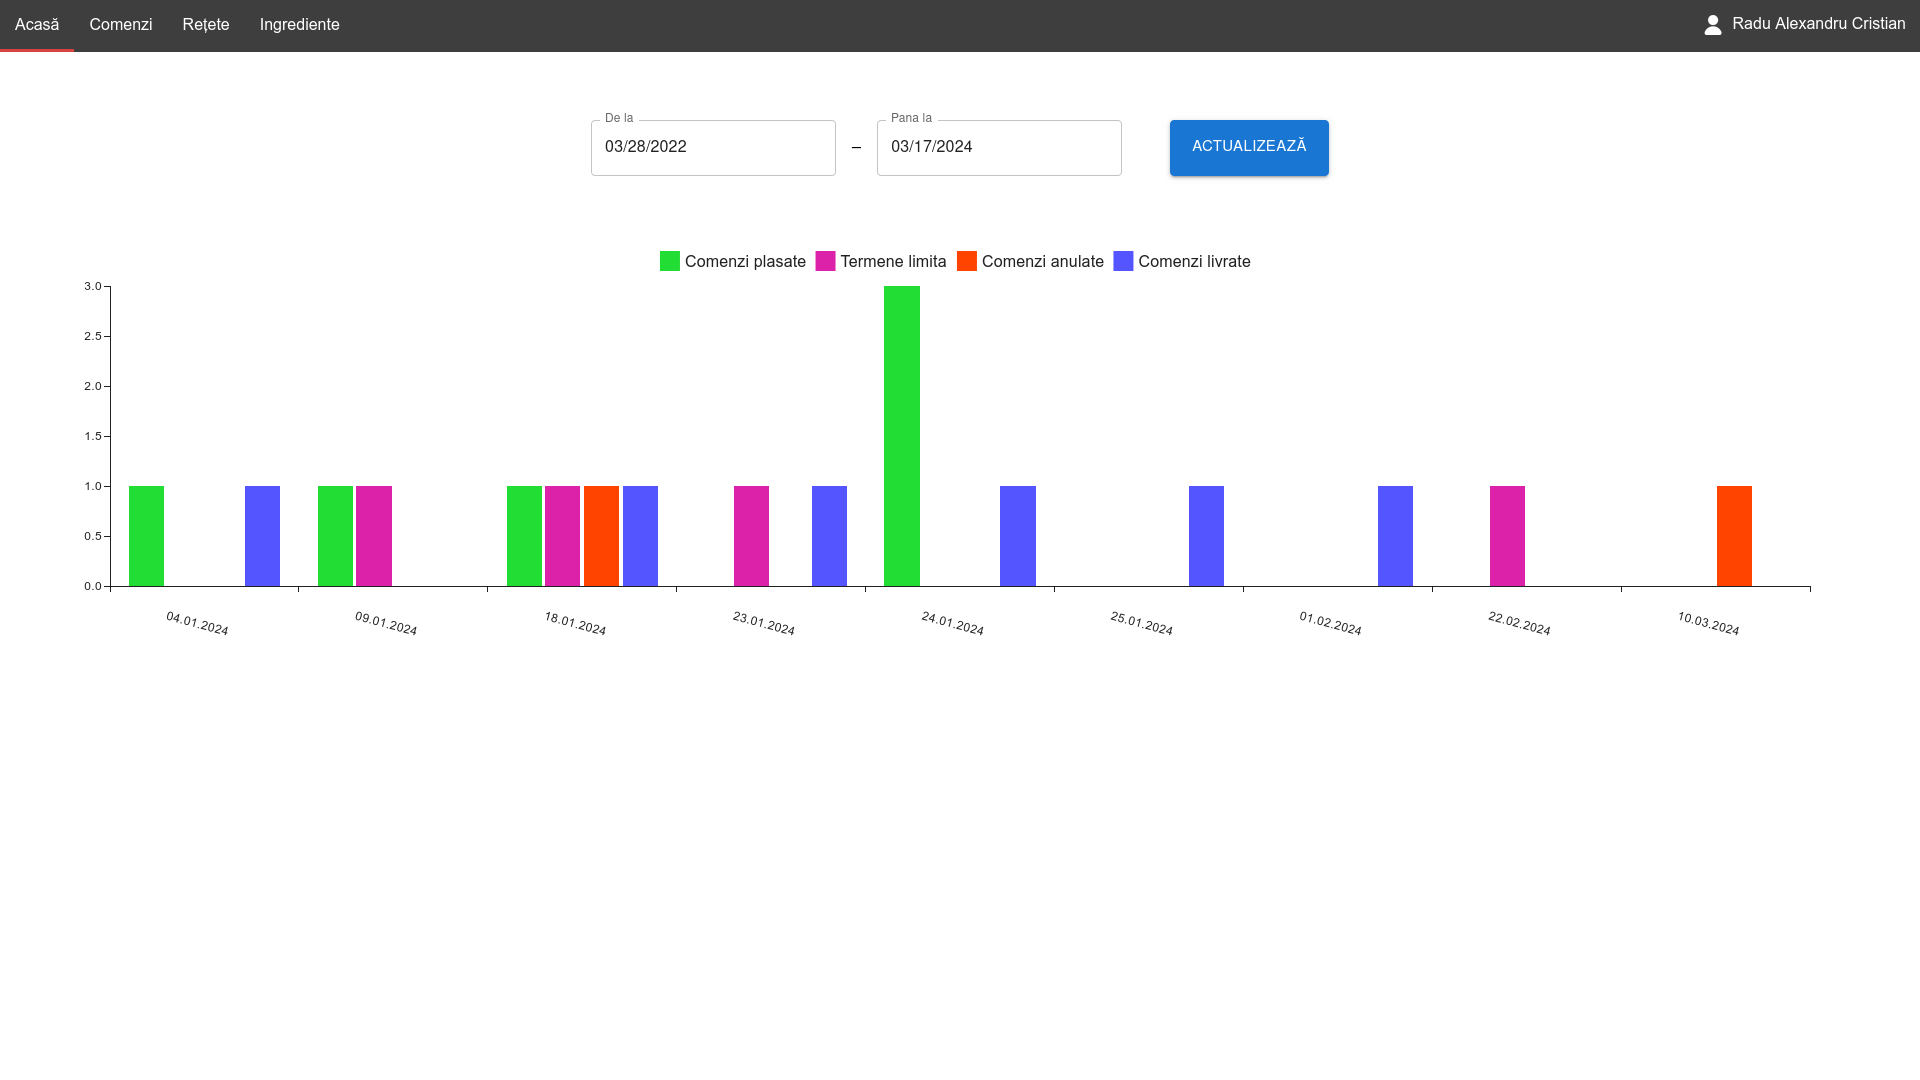 Acasă Comenzi Rețete Ingrediente Radu Alexandru Cristian
De la Pana la
03/28/2022 – 03/17/2024 ACTUALIZEAZĂ
Comenzi plasate Termene limita Comenzi anulate Comenzi livrate
3.0
2.5
2.0
1.5
1.0
0.5
0.0
04.01.2024 09.01.2024 18.01.2024 23.01.2024 24.01.2024 25.01.2024 01.02.2024 22.02.2024 10.03.2024